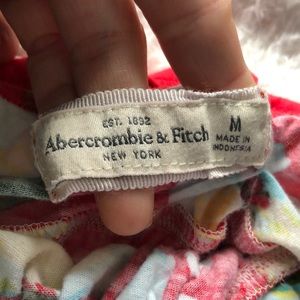 EST. 1892
Abercrombie & Fitch
NEW YORK
M
MADE IN
INDONESIA